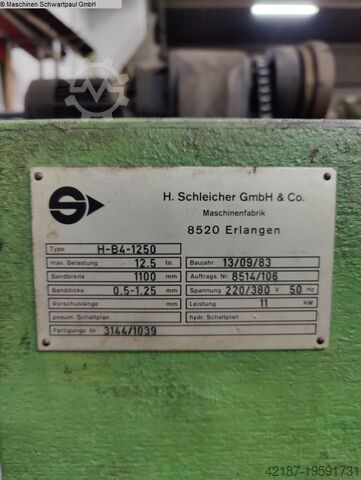 © Maschinen Schwartpaul GmbH
H. Schleicher GmbH & Co.
Maschinenfabrik
8520 Erlangen
Type H-B4-1250
max. Belastung 12.5 to. Baujahr 13/09/83
Bandbreite 1100 mm Auftrags. Nr. 8514/106
Banddicke 0.5-1.25 mm Spannung 220/380 V 50 Hz
Vorschublänge mm Leistung 11 KW
pneum. Schaltplan hydr. Schaltplan
Fertigungs Nr 3144/1039
42187-19591731